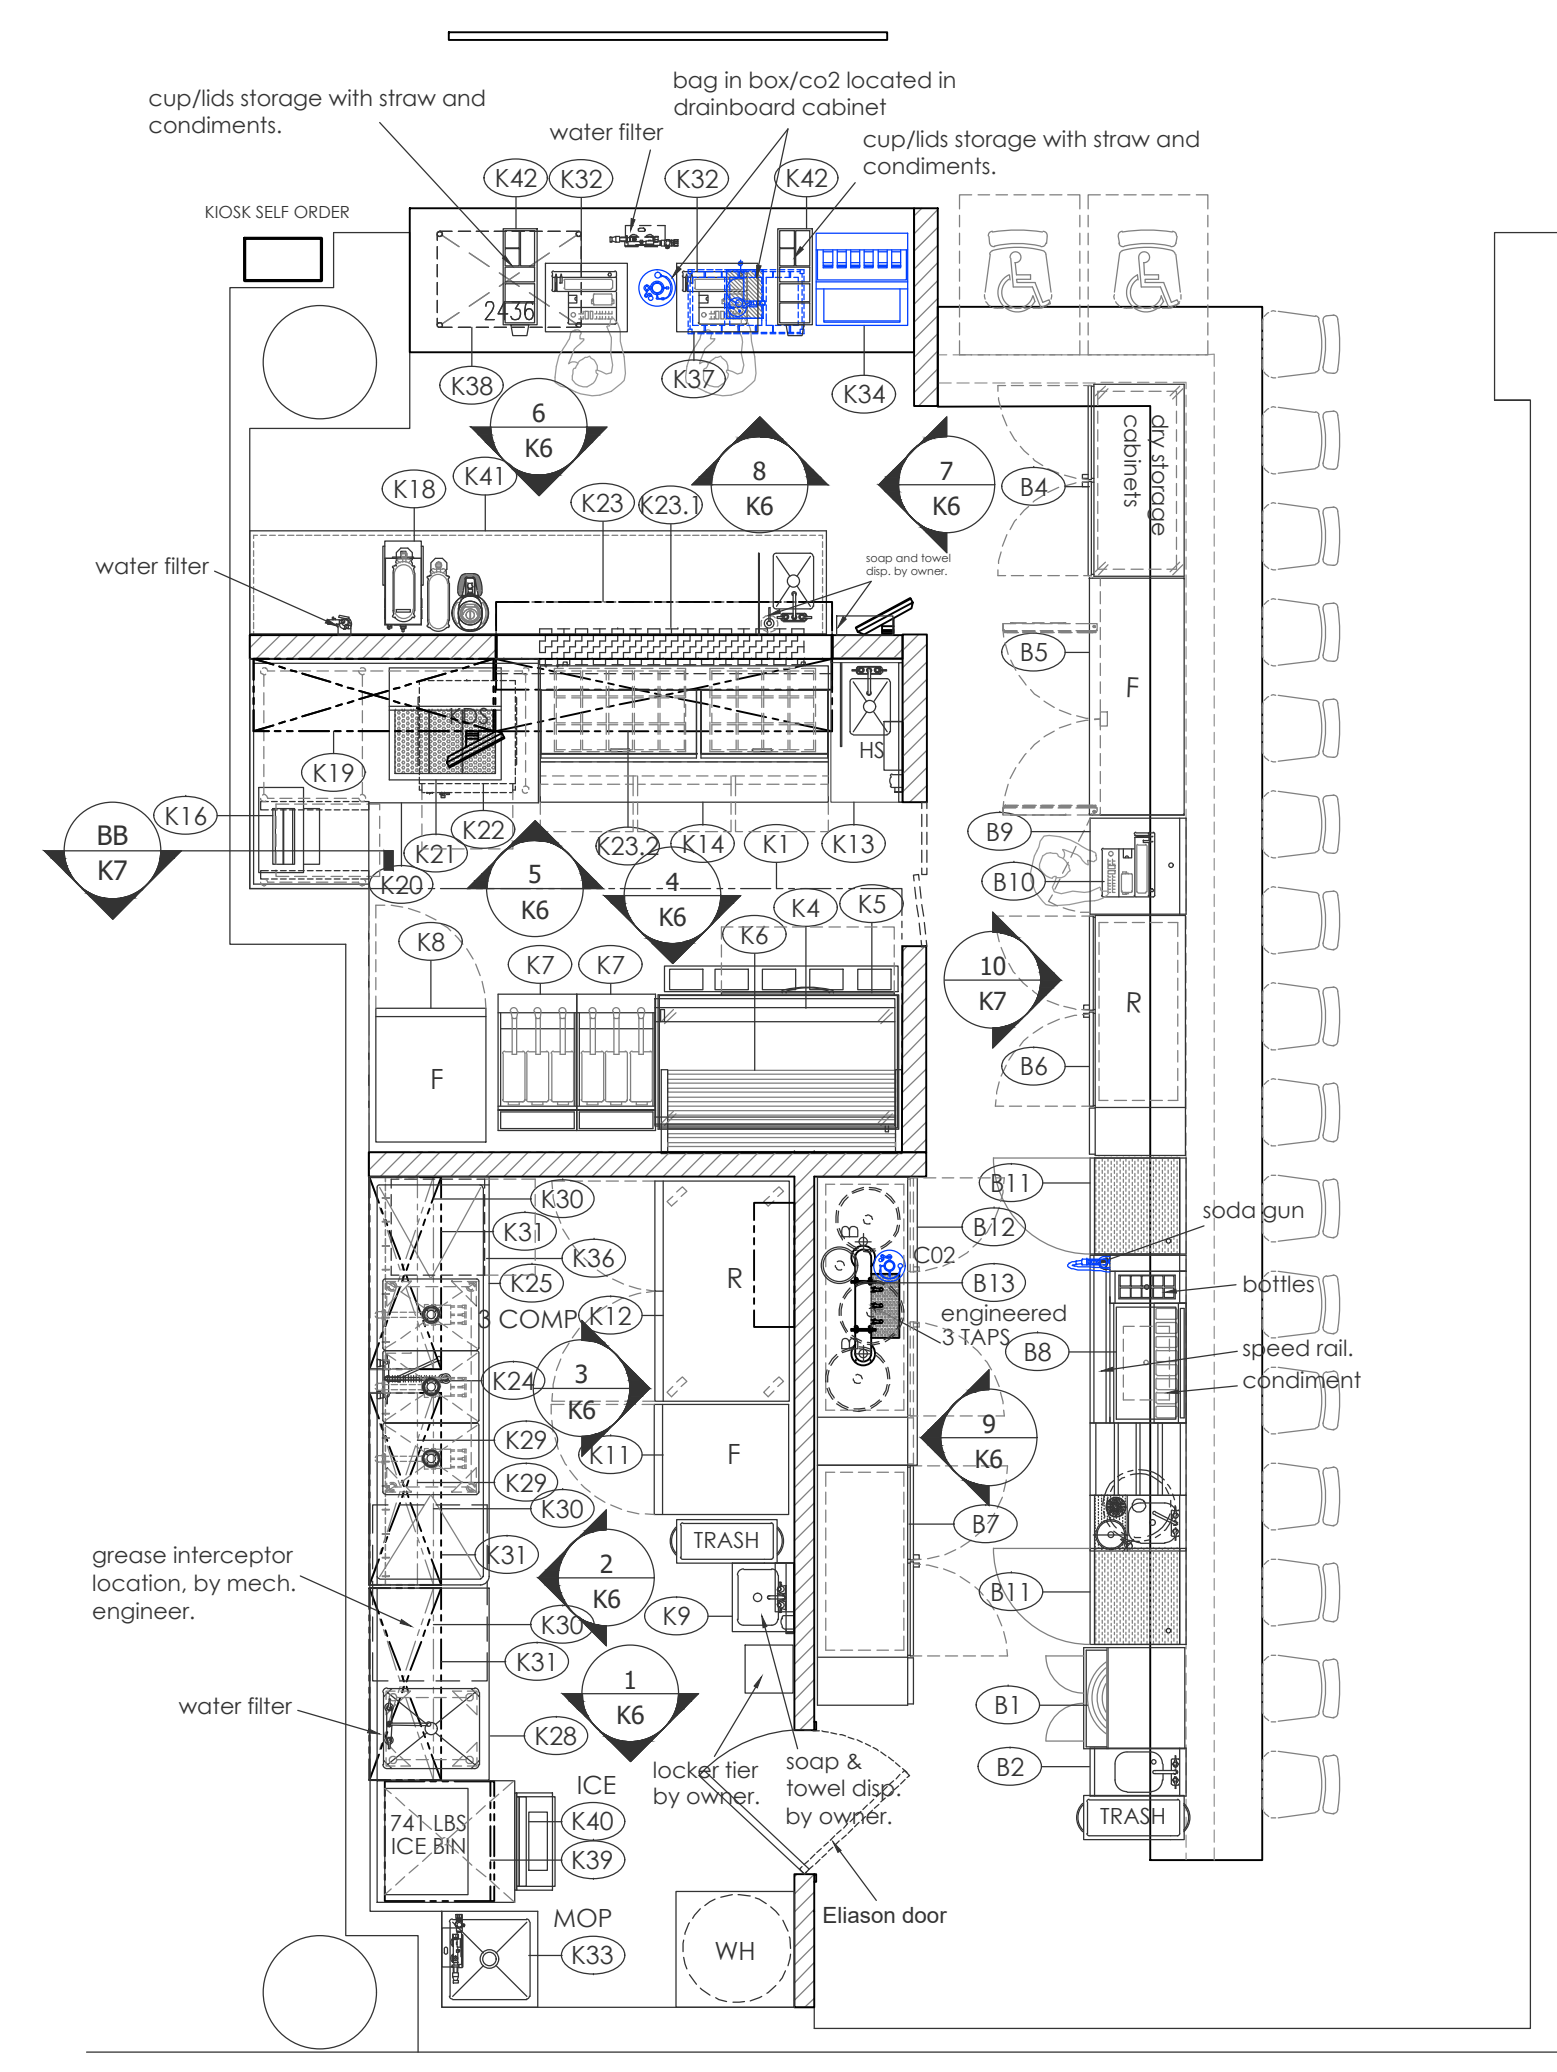 bag in box/co2 located in
drainboard cabinet
cup/lids storage with straw and
condiments.
water filter
cup/lids storage with straw and
condiments.
K42
K32
K32
K42
KIOSK SELF ORDER
2436
K38
K37
K34
6
K6
8
K6
7
K6
dry storage
cabinets
B4
K41
K18
K23
K23.1
water filter
soap and towel
disp. by owner.
B5
F
KDS
HS
K19
K16
K22
K21
K20
K23.2
K14
K1
K13
BB
K7
B9
B10
5
K6
4
K6
K8
K7
K7
K6
K4
K5
10
K7
R
B6
F
K30
K31
K36
K25
3 COMP
K12
R
K24
3
K6
K29
K29
K11
F
K30
K31
TRASH
2
K6
K9
grease interceptor
location, by mech.
engineer.
K30
K31
1
K6
water filter
K28
B
B
C02
B12
B13
engineered
3 TAPS
B11
soda gun
bottles
B8
speed rail.
condiment
9
K6
B7
B11
B1
B2
TRASH
locker tier
by owner.
soap &
towel disp.
by owner.
ICE
741 LBS
ICE BIN
K40
K39
Eliason door
MOP
K33
WH